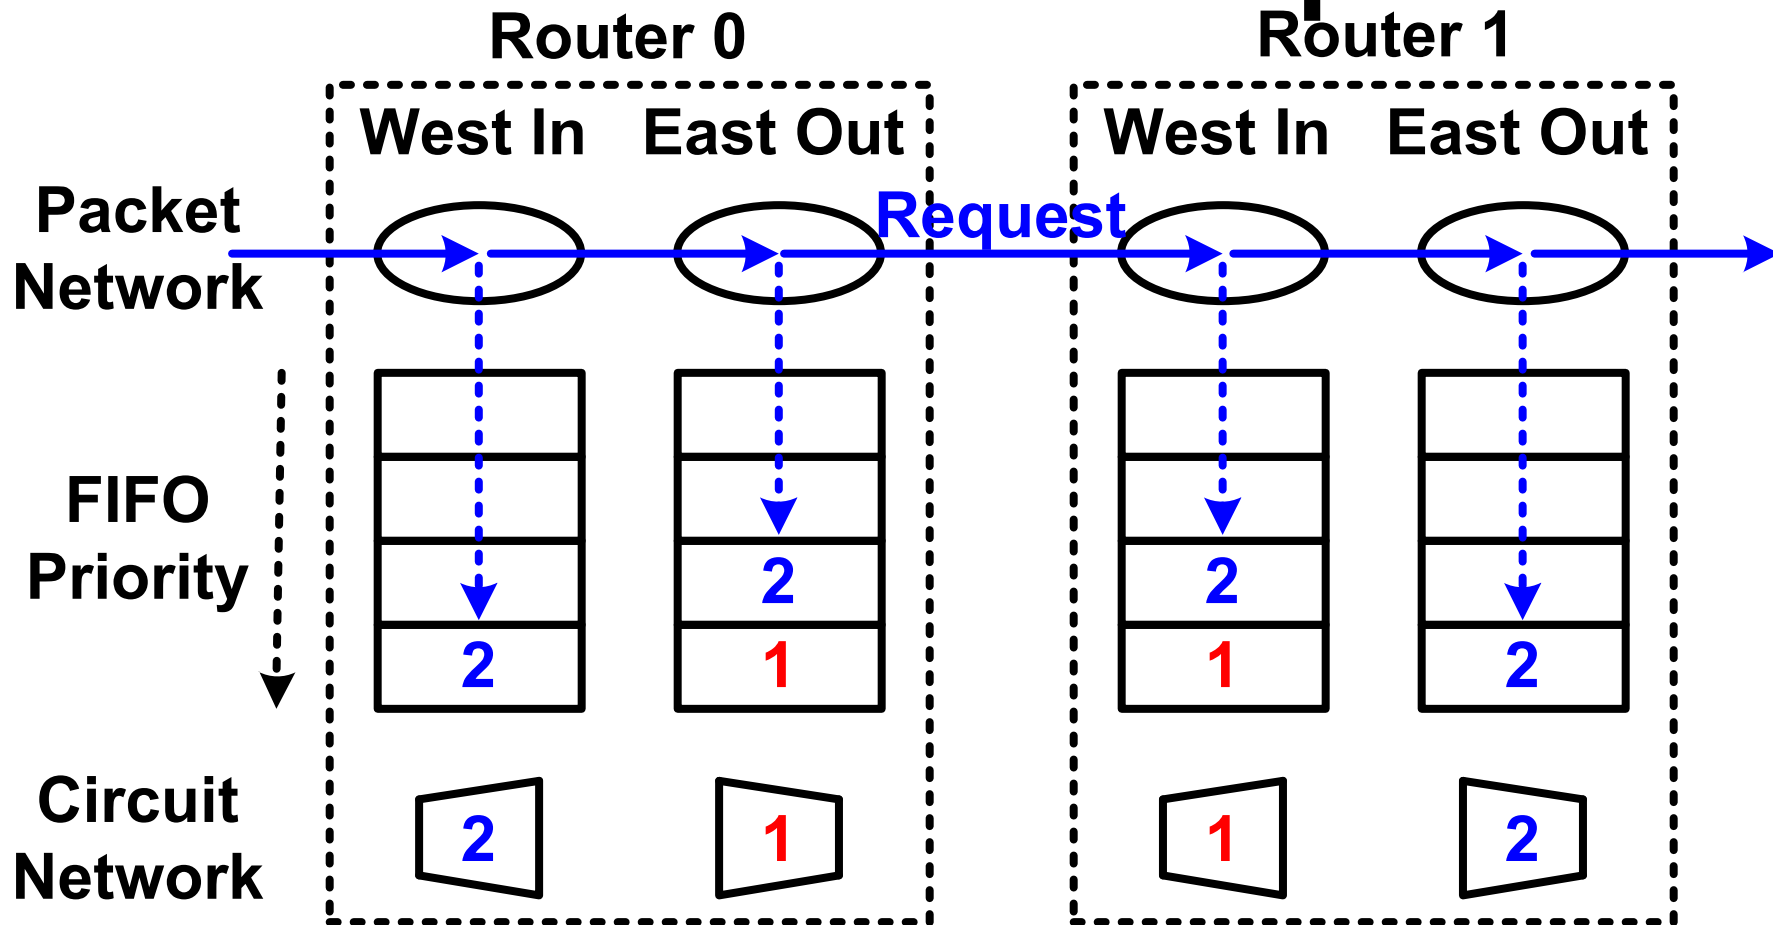 Router 0
Router 1
West In
East Out
West In
East Out
Packet
Network
Request
FIFO
Priority
2
2
2
1
1
2
Circuit
Network
2
1
1
2